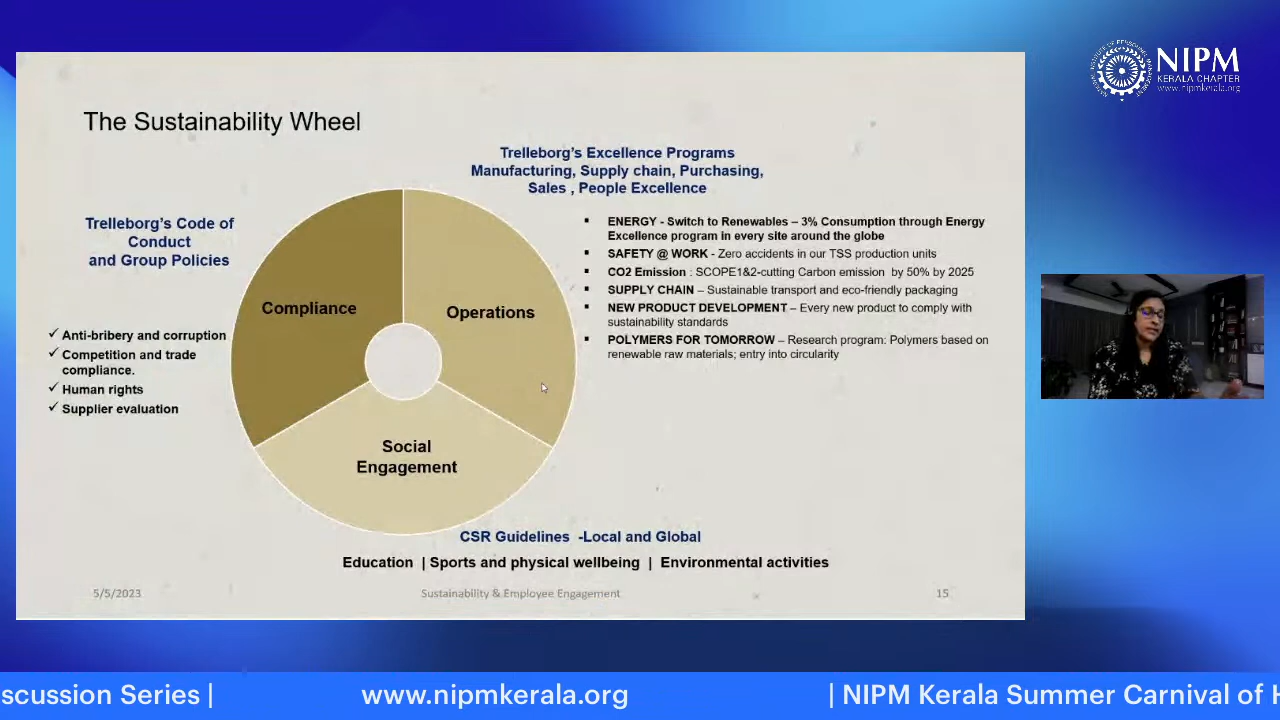 NIPM
KERALA CHAPTER
www.nipmkerala.org
The Sustainability Wheel
Trelleborg's Excellence Programs
Manufacturing, Supply chain, Purchasing,
Sales , People Excellence
Trelleborg's Code of
Conduct
and Group Policies
✓ Anti-bribery and corruption
✓ Competition and trade
compliance.
✓ Human rights
✓ Supplier evaluation
Compliance
Operations
Social
Engagement
▪ ENERGY - Switch to Renewables – 3% Consumption through Energy
Excellence program in every site around the globe
▪ SAFETY @ WORK - Zero accidents in our TSS production units
▪ CO2 Emission : SCOPE1&2-cutting Carbon emission by 50% by 2025
▪ SUPPLY CHAIN – Sustainable transport and eco-friendly packaging
▪ NEW PRODUCT DEVELOPMENT – Every new product to comply with
sustainability standards
▪ POLYMERS FOR TOMORROW – Research program: Polymers based on
renewable raw materials; entry into circularity
CSR Guidelines -Local and Global
Education | Sports and physical wellbeing | Environmental activities
5/5/2023 Sustainability & Employee Engagement 15
scussion Series | www.nipmkerala.org | NIPM Kerala Summer Carnival of H